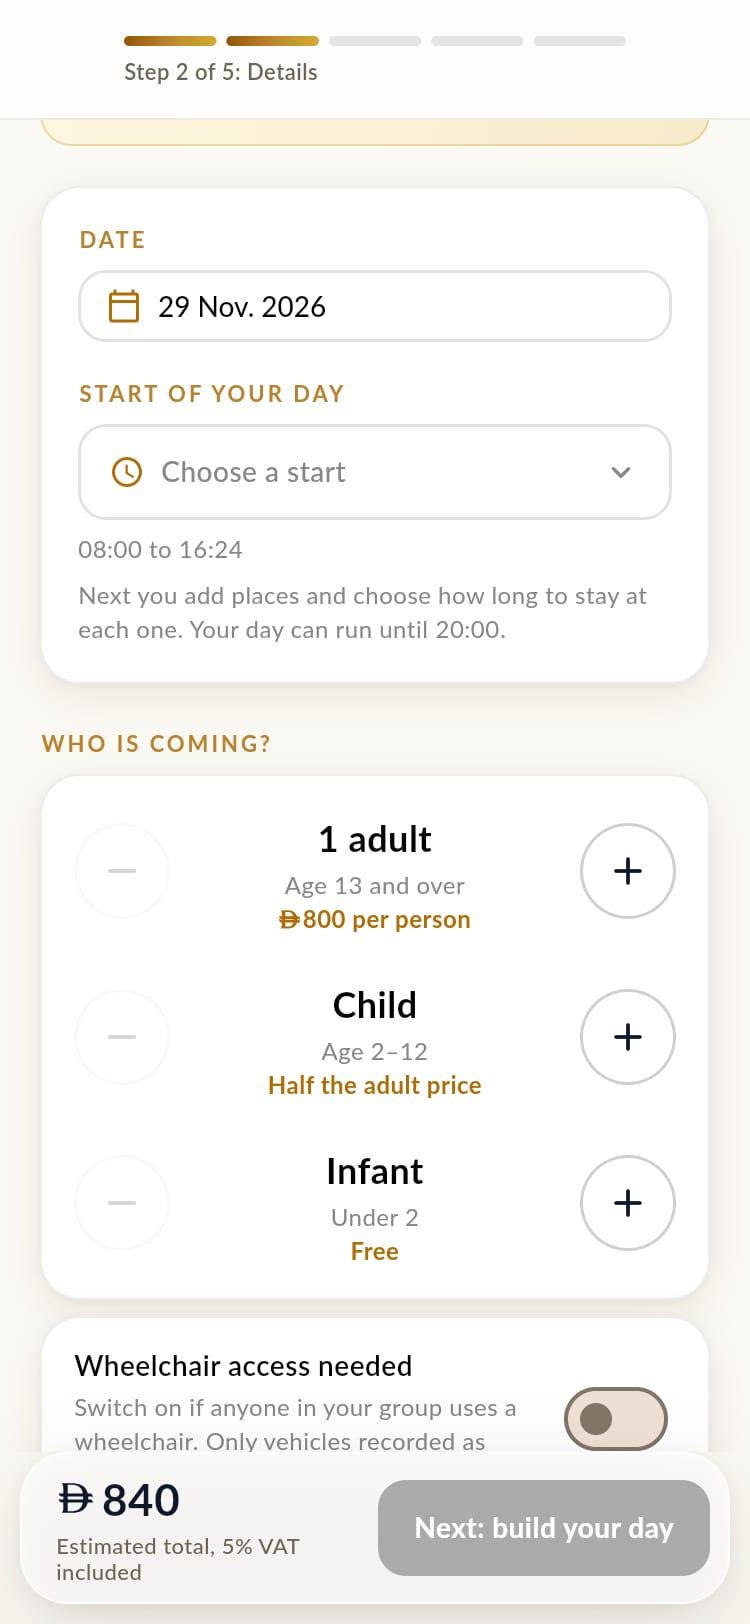 Step 2 of 5: Details
DATE
29 Nov. 2026
START OF YOUR DAY
Choose a start
08:00 to 16:24
Next you add places and choose how long to stay at
each one. Your day can run until 20:00.
WHO IS COMING?
1 adult
Age 13 and over
800 per person
Child
Age 2–12
Half the adult price
Infant
Under 2
Free
Wheelchair access needed
Switch on if anyone in your group uses a
wheelchair. Only vehicles recorded as
840
Estimated total, 5% VAT
included
Next: build your day